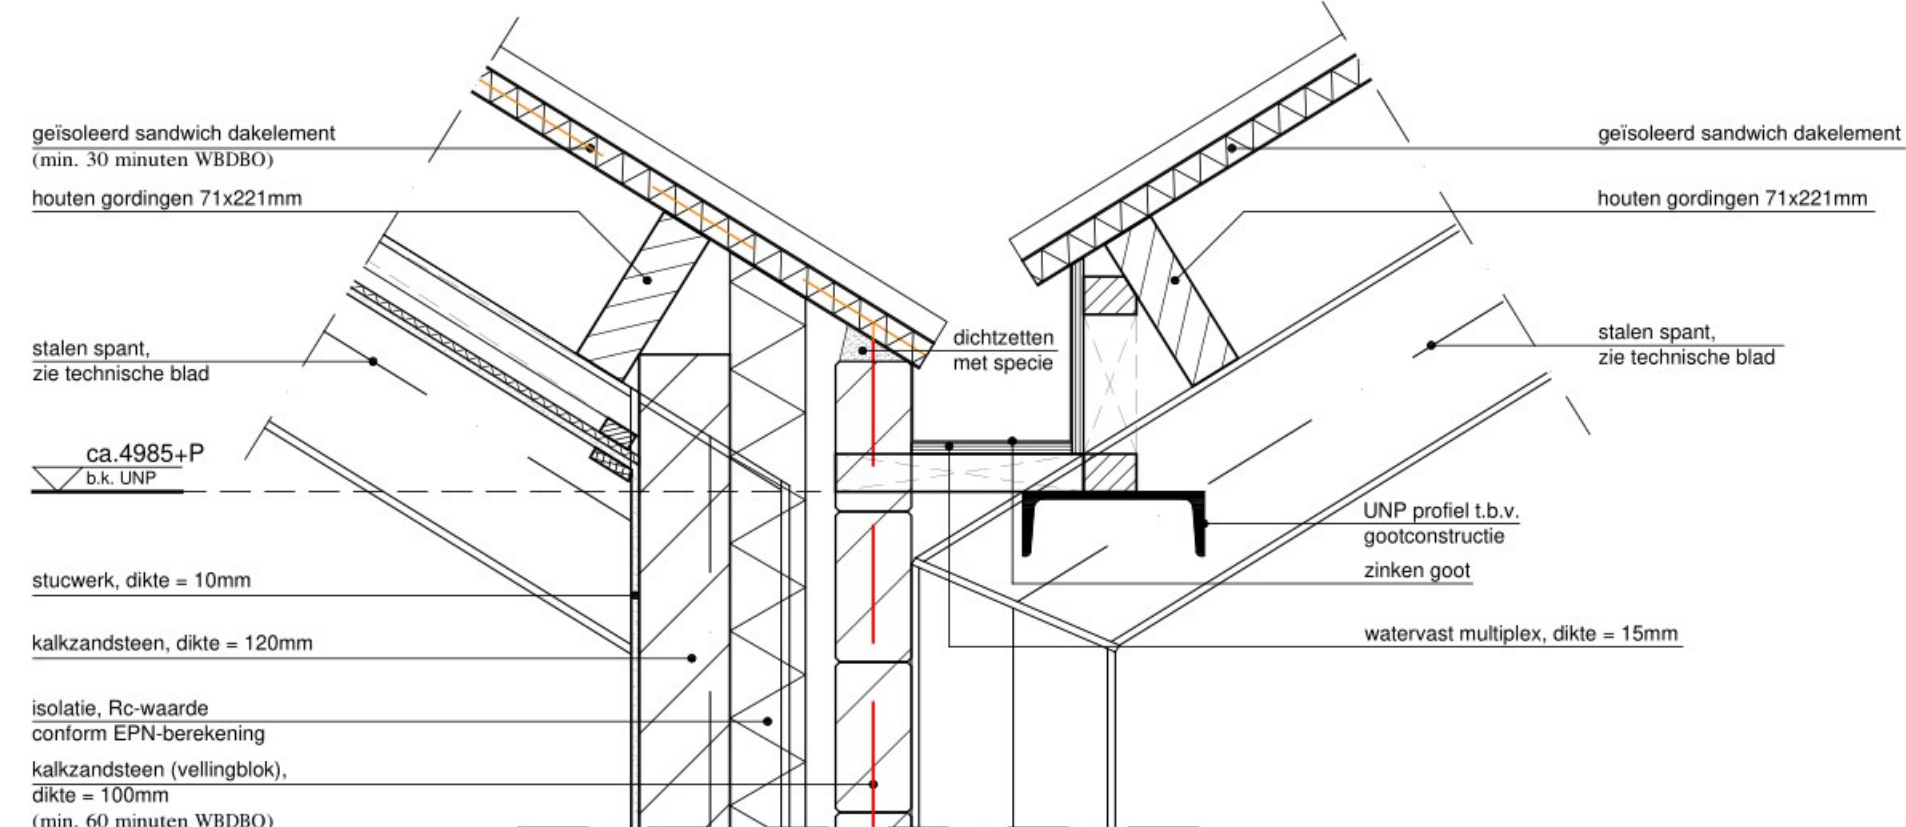 geïsoleerd sandwich dakelement
(min. 30 minuten WBDBO)
houten gordingen 71x221mm
stalen spant,
zie technische blad
ca.4985+P
b.k. UNP
stucwerk, dikte = 10mm
kalkzandsteen, dikte = 120mm
isolatie, Rc-waarde
conform EPN-berekening
kalkzandsteen (vellingblok),
dikte = 100mm
(min. 60 minuten WBDBO)
dichtzetten
met specie
geïsoleerd sandwich dakelement
houten gordingen 71x221mm
stalen spant,
zie technische blad
UNP profiel t.b.v.
gootconstructie
zinken goot
watervast multiplex, dikte = 15mm